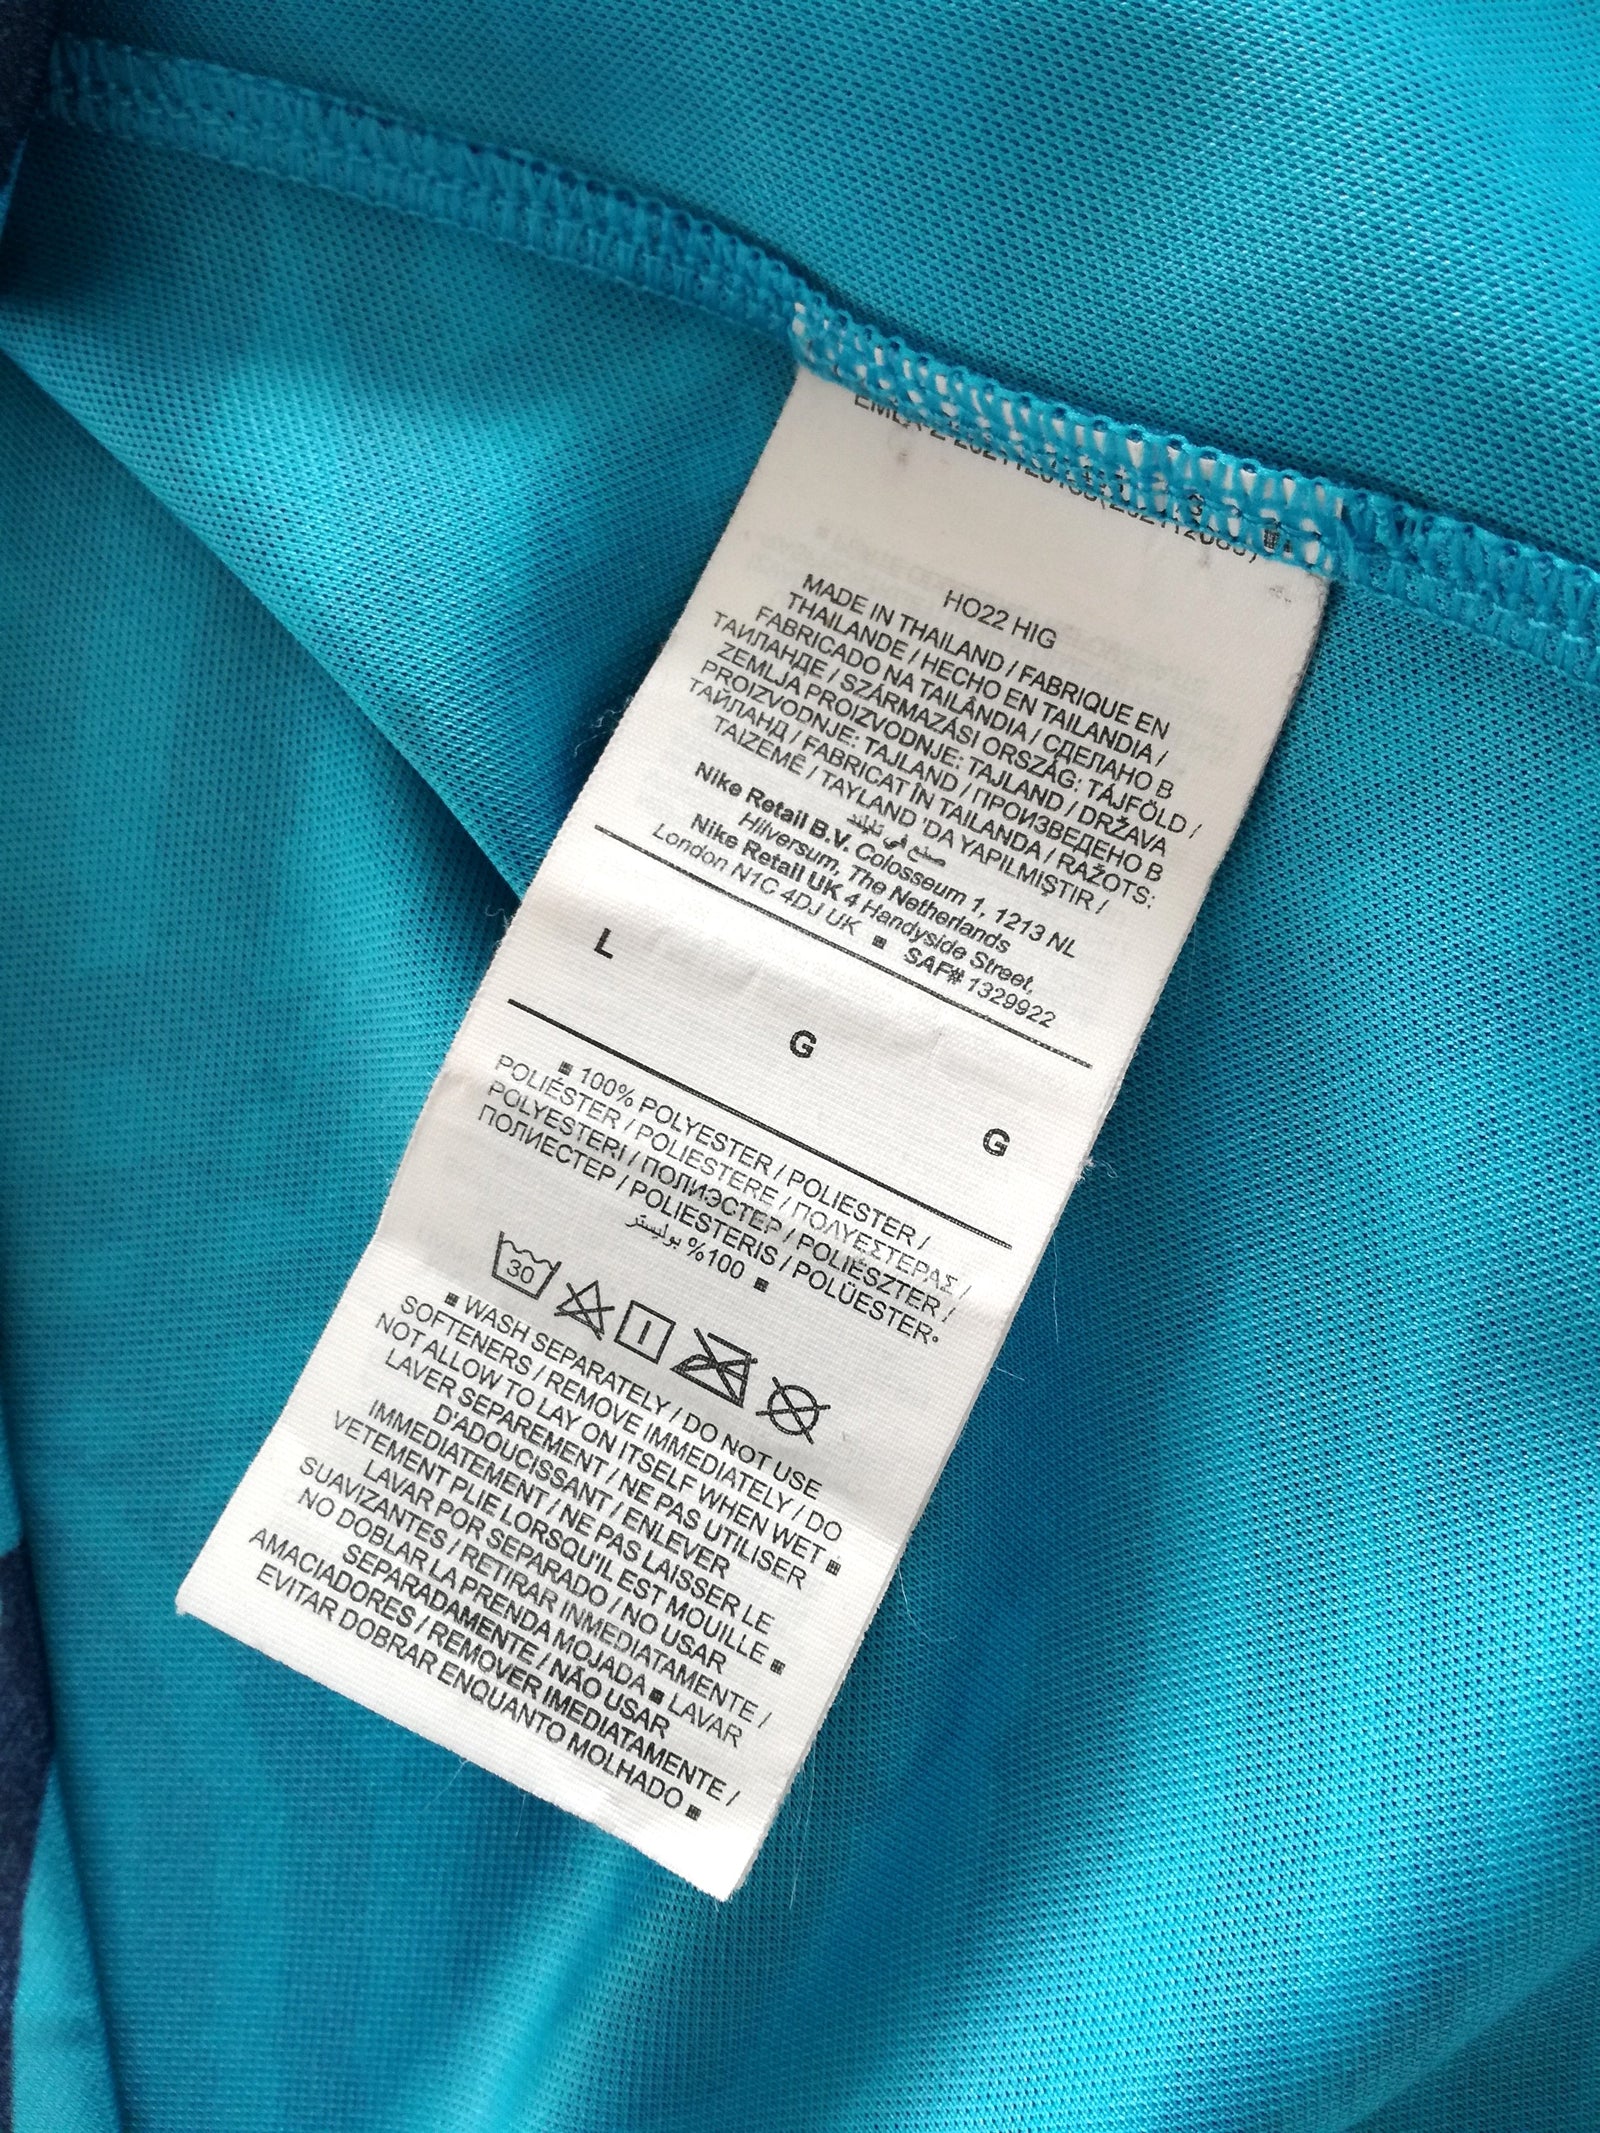 HO22 HIG
MADE IN THAILAND / FABRIQUE EN
THAILANDE / HECHO EN TAILANDIA /
FABRICADO NA TAILÂNDIA / СДЕЛАНО В
ТАИЛАНДЕ / SZÁRMAZÁSI ORSZÁG: TÁJFÖLD /
ZEMLJA PROIZVODNJE: TAJLAND / DRŽAVA
PROIZVODNJE: TAJLAND / ПРОИЗВЕДЕНО В
ТАЙЛАНД / FABRICAT ÎN TAILANDA / RAŽOTS:
TAIZEME / TAYLAND 'DA YAPILMIŞTIR /
صنع في تايلند
Nike Retail B.V. Colosseum 1, 1213 NL
Hilversum, The Netherlands
Nike Retail UK 4 Handyside Street,
London N1C 4DJ UK ▪ SAF# 1329922
L G G
▪ 100% POLYESTER / POLIESTER /
POLIÉSTER / POLIESTERE / ΠΟΛΥΕΣΤΕΡΑΣ /
POLYESTERI / ПОЛИЭСТЕР / POLIÉSZTER /
ПОЛИЕСТЕР / POLIESTERIS / POLÜESTER
100% بوليستر ▪
30
▪ WASH SEPARATELY / DO NOT USE
SOFTENERS / REMOVE IMMEDIATELY / DO
NOT ALLOW TO LAY ON ITSELF WHEN WET ▪
LAVER SEPAREMENT / NE PAS UTILISER
D'ADOUCISSANT / ENLEVER
IMMEDIATEMENT / NE PAS LAISSER LE
VETEMENT PLIE LORSQU'IL EST MOUILLE ▪
LAVAR POR SEPARADO / NO USAR
SUAVIZANTES / RETIRAR INMEDIATAMENTE /
NO DOBLAR LA PRENDA MOJADA ▪ LAVAR
SEPARADAMENTE / NÃO USAR
AMACIADORES / REMOVER IMEDIATAMENTE /
EVITAR DOBRAR ENQUANTO MOLHADO ▪